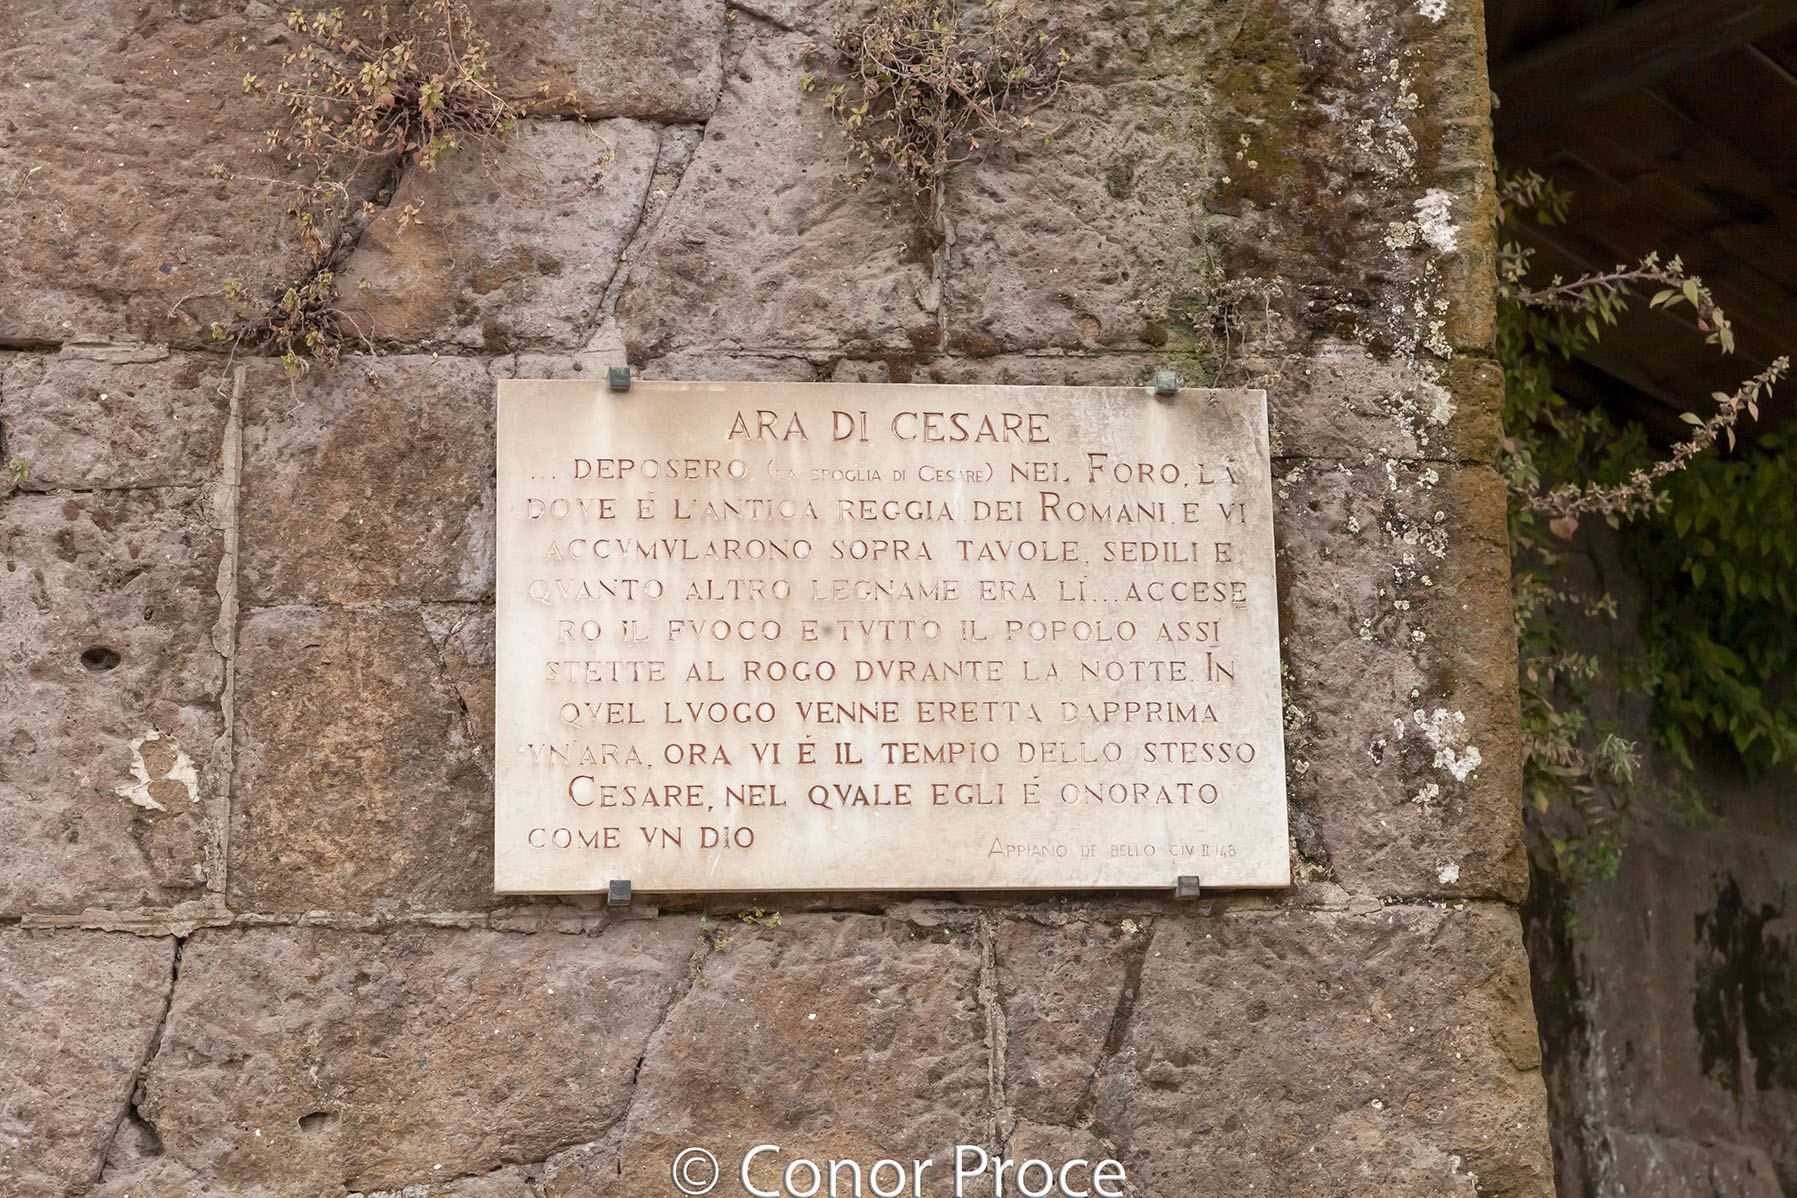 ARA DI CESARE
... DEPOSERO (LA SPOGLIA DI CESARE) NEL FORO, LÁ
DOVE É L'ANTICA REGGIA DEI ROMANI, E VI
ACCVMVLARONO SOPRA TAVOLE, SEDILI E
QVANTO ALTRO LEGNAME ERA LÍ... ACCESE
RO IL FVOCO E TVTTO IL POPOLO ASSI
STETTE AL ROGO DVRANTE LA NOTTE. IN
QVEL LVOGO VENNE ERETTA DAPPRIMA
VN'ARA, ORA VI É IL TEMPIO DELLO STESSO
CESARE, NEL QVALE EGLI É ONORATO
COME VN DIO
APPIANO DE BELLO CIV II 148
© Conor Proce